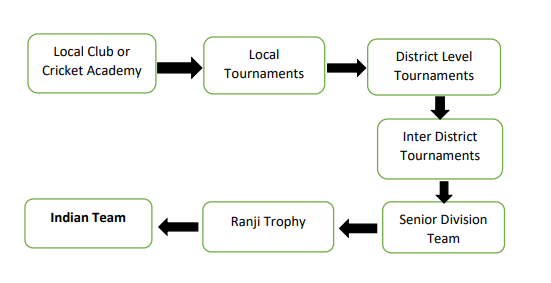 Local Club or
Cricket Academy
Local
Tournaments
District Level
Tournaments
Inter District
Tournaments
Senior Division
Team
Ranji Trophy
Indian Team